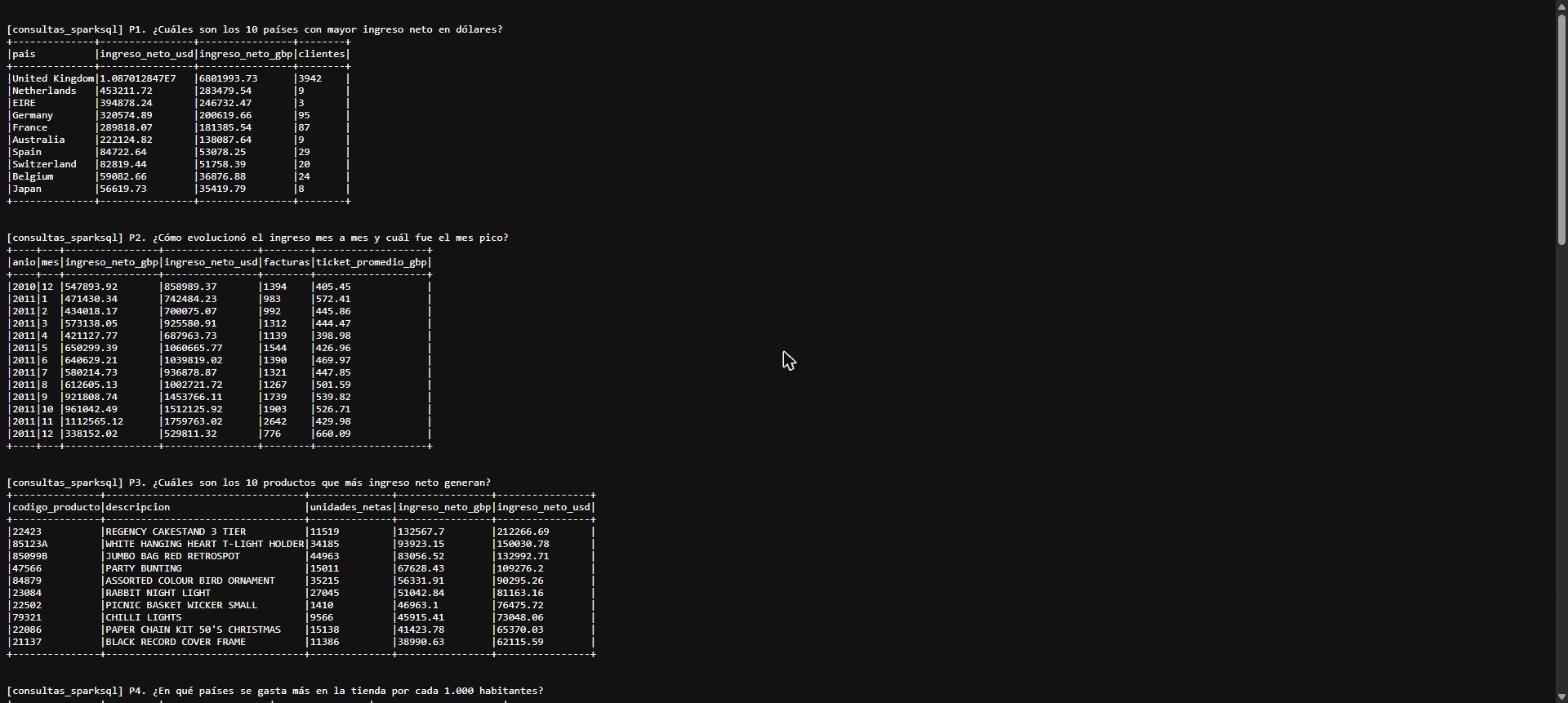 [consultas_sparksql] P1. ¿Cuáles son los 10 países con mayor ingreso neto en dólares?
+--------------+----------------+----------------+--------+
|pais          |ingreso_neto_usd|ingreso_neto_gbp|clientes|
+--------------+----------------+----------------+--------+
|United Kingdom|1.087012847E7   |6801993.73      |3942    |
|Netherlands   |453211.72       |283479.54       |9       |
|EIRE          |394878.24       |246732.47       |3       |
|Germany       |320574.89       |200619.66       |95      |
|France        |289818.07       |181385.54       |87      |
|Australia     |222124.82       |138087.64       |9       |
|Spain         |84722.64        |53078.25        |29      |
|Switzerland   |82819.44        |51758.39        |20      |
|Belgium       |59082.66        |36876.88        |24      |
|Japan         |56619.73        |35419.79        |8       |
+--------------+----------------+----------------+--------+
[consultas_sparksql] P2. ¿Cómo evolucionó el ingreso mes a mes y cuál fue el mes pico?
+----+---+----------------+----------------+--------+-------------------+
|anio|mes|ingreso_neto_gbp|ingreso_neto_usd|facturas|ticket_promedio_gbp|
+----+---+----------------+----------------+--------+-------------------+
|2010|12 |547893.92       |858989.37       |1394    |405.45             |
|2011|1  |471430.34       |742484.23       |983     |572.41             |
|2011|2  |434018.17       |700075.07       |992     |445.86             |
|2011|3  |573138.05       |925580.91       |1312    |444.47             |
|2011|4  |421127.77       |687963.73       |1139    |398.98             |
|2011|5  |650299.39       |1060665.77      |1544    |426.96             |
|2011|6  |640629.21       |1039819.02      |1390    |469.97             |
|2011|7  |580214.73       |936878.87       |1321    |447.85             |
|2011|8  |612605.13       |1002721.72      |1267    |501.59             |
|2011|9  |921808.74       |1453766.11      |1739    |539.82             |
|2011|10 |961042.49       |1512125.92      |1903    |526.71             |
|2011|11 |1112565.12      |1759763.02      |2642    |429.98             |
|2011|12 |338152.02       |529811.32       |776     |660.09             |
+----+---+----------------+----------------+--------+-------------------+
[consultas_sparksql] P3. ¿Cuáles son los 10 productos que más ingreso neto generan?
+---------------+----------------------------------+--------------+----------------+----------------+
|codigo_producto|descripcion                       |unidades_netas|ingreso_neto_gbp|ingreso_neto_usd|
+---------------+----------------------------------+--------------+----------------+----------------+
|22423          |REGENCY CAKESTAND 3 TIER          |11519         |132567.7        |212266.69       |
|85123A         |WHITE HANGING HEART T-LIGHT HOLDER|34185         |93923.15        |150030.78       |
|85099B         |JUMBO BAG RED RETROSPOT           |44963         |83056.52        |132992.71       |
|47566          |PARTY BUNTING                     |15011         |67628.43        |109276.2        |
|84879          |ASSORTED COLOUR BIRD ORNAMENT     |35215         |56331.91        |90295.26        |
|23084          |RABBIT NIGHT LIGHT                |27045         |51042.84        |81163.16        |
|22502          |PICNIC BASKET WICKER SMALL        |1410          |46963.1         |76475.72        |
|79321          |CHILLI LIGHTS                     |9566          |45915.41        |73048.06        |
|22086          |PAPER CHAIN KIT 50'S CHRISTMAS    |15138         |41423.78        |65370.03        |
|21137          |BLACK RECORD COVER FRAME          |11386         |38990.63        |62115.59        |
+---------------+----------------------------------+--------------+----------------+----------------+
[consultas_sparksql] P4. ¿En qué países se gasta más en la tienda por cada 1.000 habitantes?